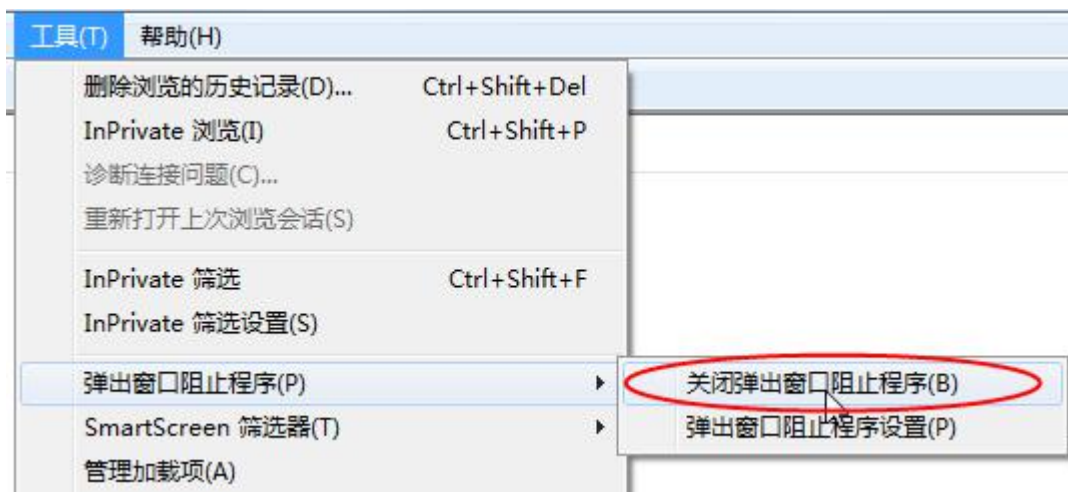 工具(T) 帮助(H)
删除浏览的历史记录(D)... Ctrl+Shift+Del
InPrivate 浏览(I) Ctrl+Shift+P
诊断连接问题(C)...
重新打开上次浏览会话(S)
InPrivate 筛选 Ctrl+Shift+F
InPrivate 筛选设置(S)
弹出窗口阻止程序(P) 关闭弹出窗口阻止程序(B)
SmartScreen 筛选器(T) 弹出窗口阻止程序设置(P)
管理加载项(A)